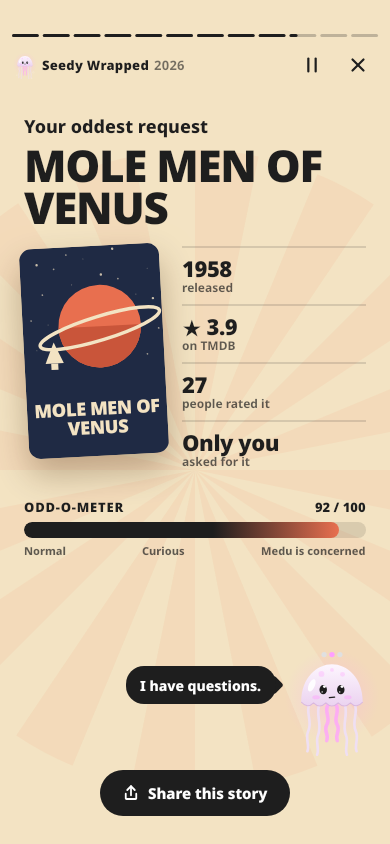 Seedy Wrapped 2026
Your oddest request
MOLE MEN OF
VENUS
MOLE MEN OF
VENUS
1958
released
★ 3.9
on TMDB
27
people rated it
Only you
asked for it
ODD-O-METER
92 / 100
Normal
Curious
Medu is concerned
I have questions.
Share this story